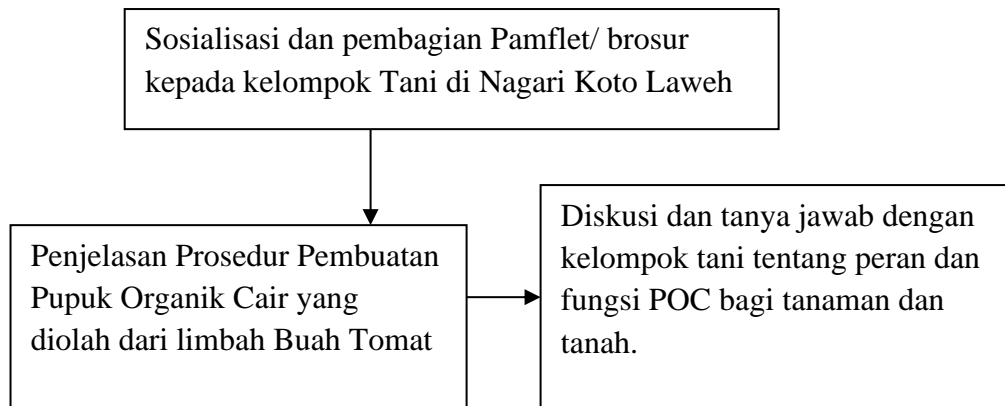 Sosialisasi dan pembagian Pamflet/ brosur
kepada kelompok Tani di Nagari Koto Laweh
Penjelasan Prosedur Pembuatan
Pupuk Organik Cair yang
diolah dari limbah Buah Tomat
Diskusi dan tanya jawab dengan
kelompok tani tentang peran dan
fungsi POC bagi tanaman dan
tanah.